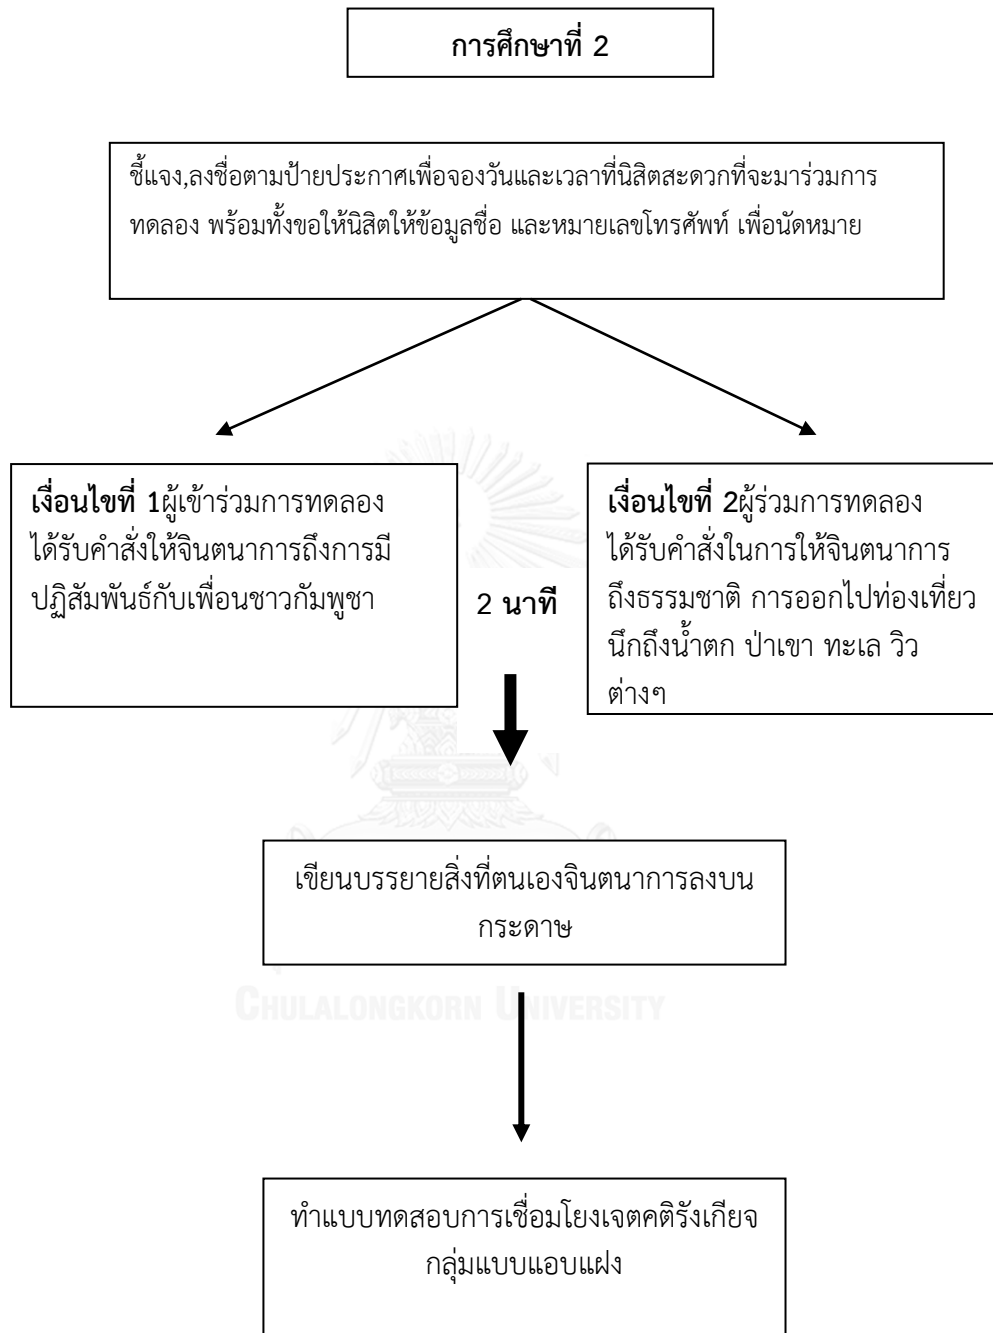 การศึกษาที่ 2
ชี้แจง,ลงชื่อตามป้ายประกาศเพื่อจองวันและเวลาที่นิสิตสะดวกที่จะมาร่วมการ
ทดลอง พร้อมทั้งขอให้นิสิตให้ข้อมูลชื่อ และหมายเลขโทรศัพท์ เพื่อนัดหมาย
เงื่อนไขที่ 1ผู้เข้าร่วมการทดลอง
ได้รับคำสั่งให้จินตนาการถึงการมี
ปฏิสัมพันธ์กับเพื่อนชาวกัมพูชา
2 นาที
เงื่อนไขที่ 2ผู้ร่วมการทดลอง
ได้รับคำสั่งในการให้จินตนาการ
ถึงธรรมชาติ การออกไปท่องเที่ยว
นึกถึงน้ำตก ป่าเขา ทะเล วิว
ต่างๆ
เขียนบรรยายสิ่งที่ตนเองจินตนาการลงบน
กระดาษ
CHULALONGKORN UNIVERSITY
ทำแบบทดสอบการเชื่อมโยงเจตคติรังเกียจ
กลุ่มแบบแอบแฝง